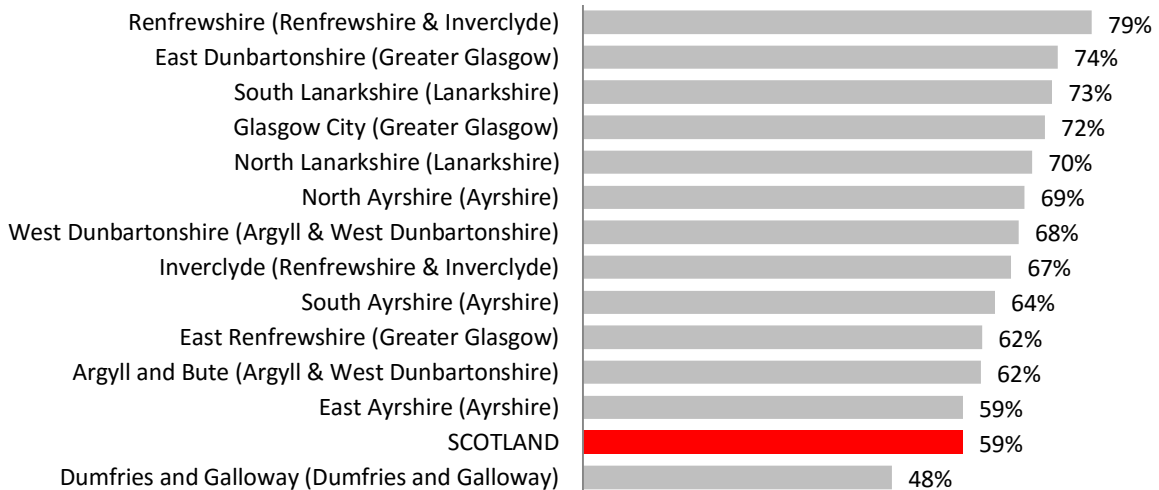 Renfrewshire (Renfrewshire & Inverclyde) 79%
East Dunbartonshire (Greater Glasgow) 74%
South Lanarkshire (Lanarkshire) 73%
Glasgow City (Greater Glasgow) 72%
North Lanarkshire (Lanarkshire) 70%
North Ayrshire (Ayrshire) 69%
West Dunbartonshire (Argyll & West Dunbartonshire) 68%
Inverclyde (Renfrewshire & Inverclyde) 67%
South Ayrshire (Ayrshire) 64%
East Renfrewshire (Greater Glasgow) 62%
Argyll and Bute (Argyll & West Dunbartonshire) 62%
East Ayrshire (Ayrshire) 59%
SCOTLAND 59%
Dumfries and Galloway (Dumfries and Galloway) 48%